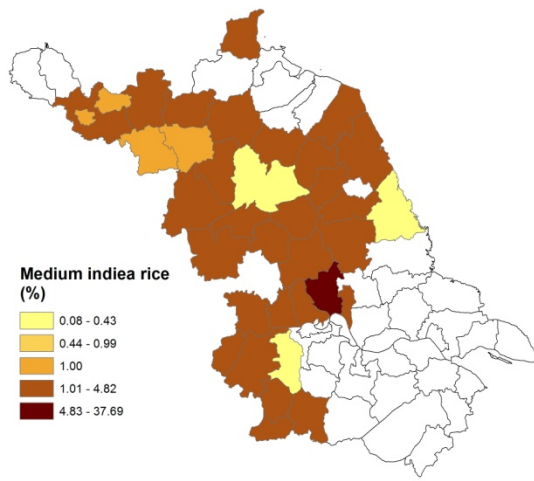 Medium indiea rice
(%)
0.08 - 0.43
0.44 - 0.99
1.00
1.01 - 4.82
4.83 - 37.69